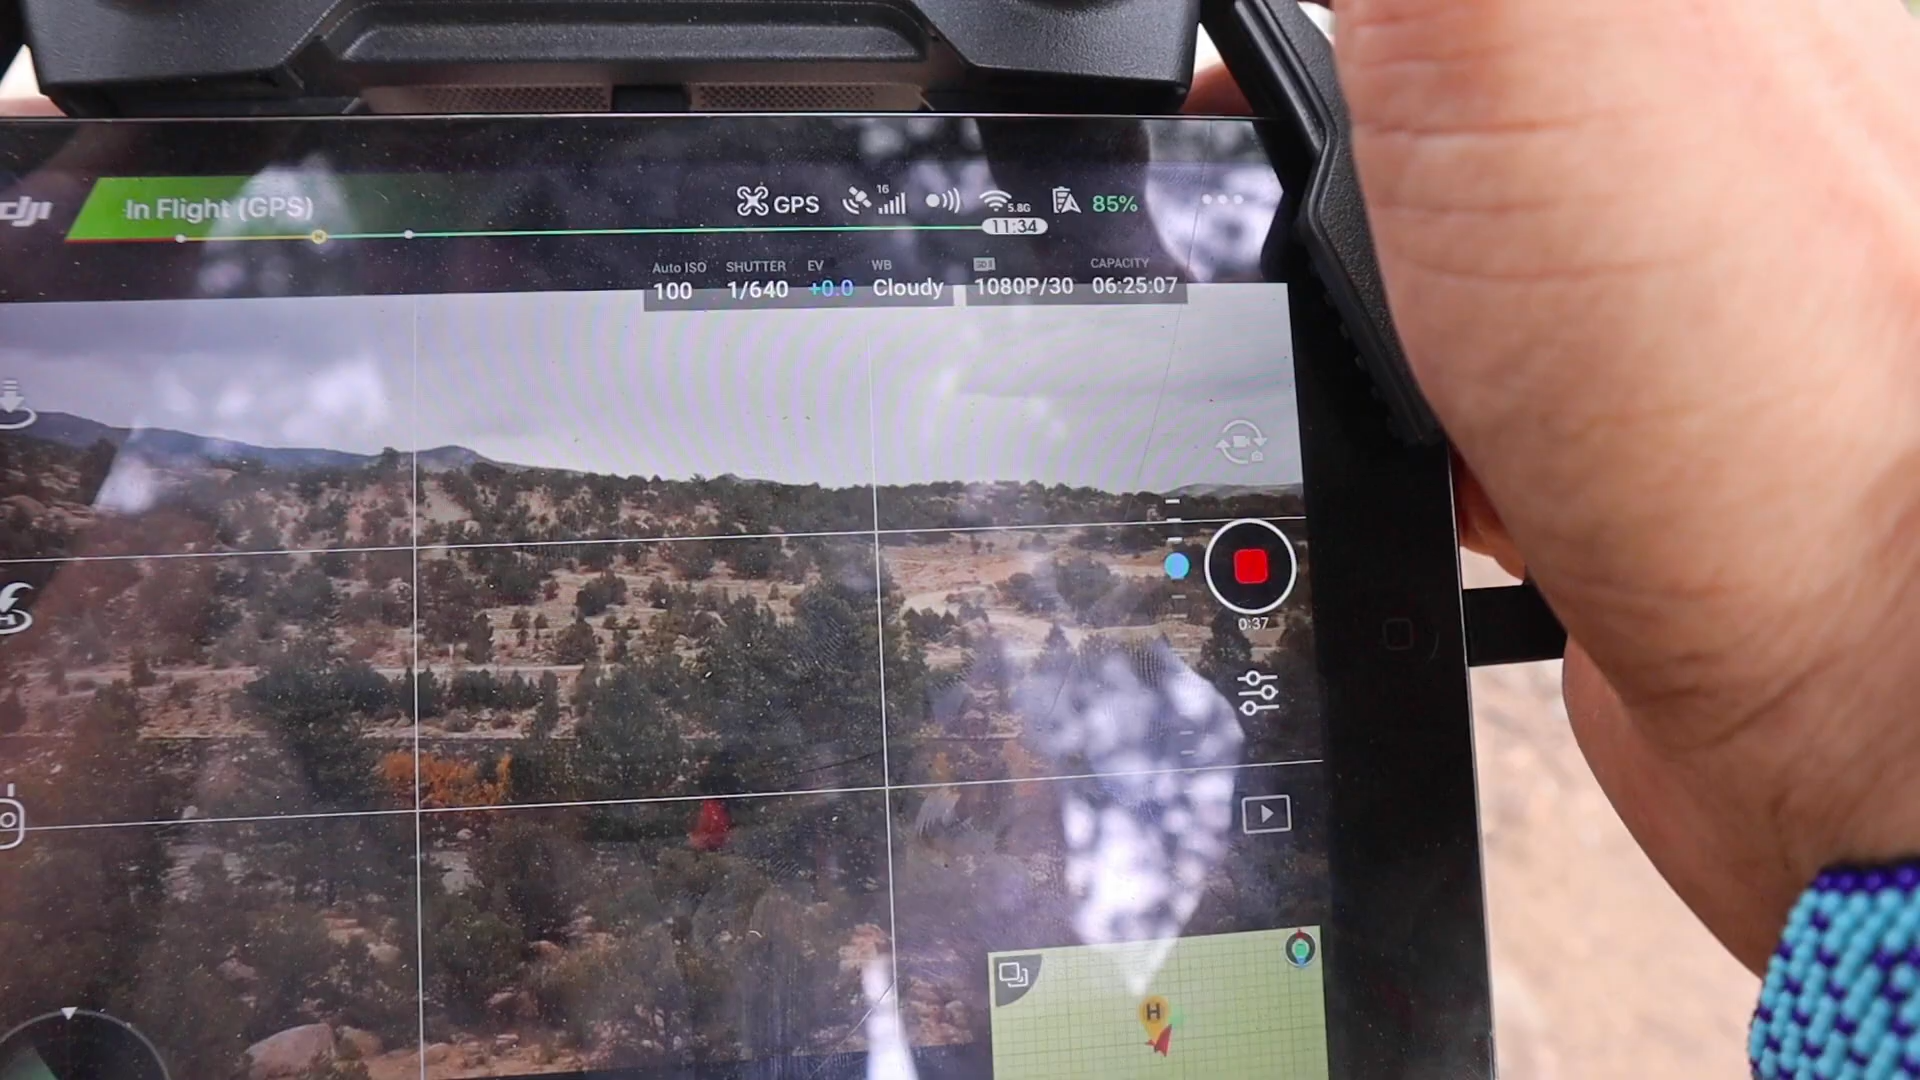 dji In Flight (GPS) GPS 16 5.8G 85%
11:34
Auto ISO SHUTTER EV WB CAPACITY
100 1/640 +0.0 Cloudy 1080P/30 06:25:07
0:37
H